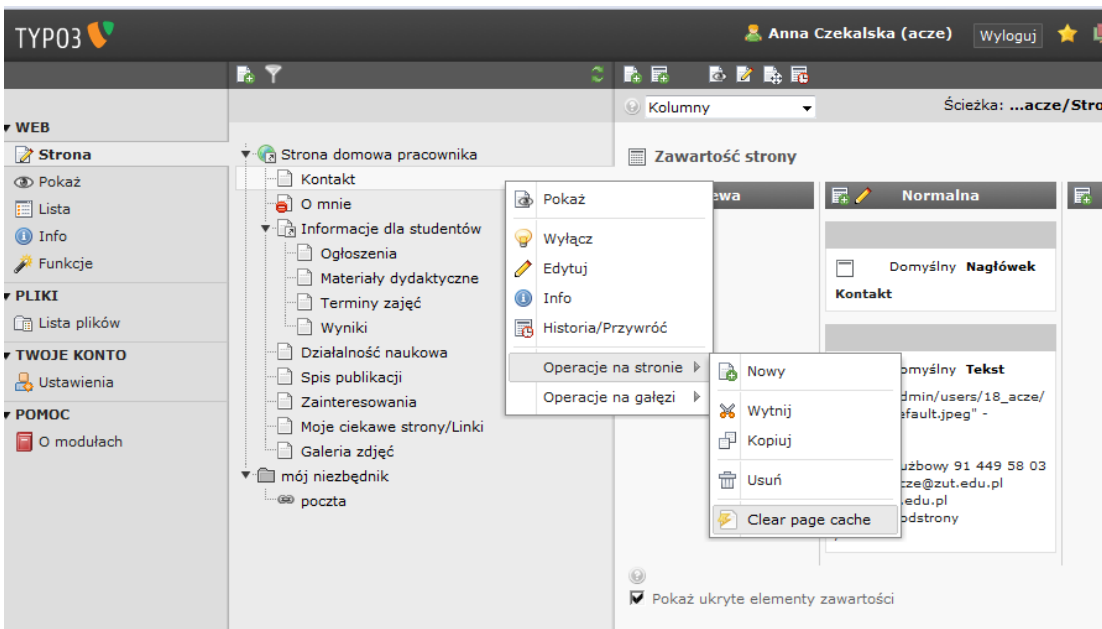 TYPO3
Anna Czekalska (acze)
Wyloguj
Kolumny
Ścieżka: ...acze/Stro
WEB
Strona
Pokaż
Lista
Info
Funkcje
PLIKI
Lista plików
TWOJE KONTO
Ustawienia
POMOC
O modułach
Strona domowa pracownika
Kontakt
O mnie
Informacje dla studentów
Ogłoszenia
Materiały dydaktyczne
Terminy zajęć
Wyniki
Działalność naukowa
Spis publikacji
Zainteresowania
Moje ciekawe strony/Linki
Galeria zdjęć
mój niezbędnik
poczta
Pokaż
Wyłącz
Edytuj
Info
Historia/Przywróć
Operacje na stronie
Operacje na gałęzi
Nowy
Wytnij
Kopiuj
Usuń
Clear page cache
Zawartość strony
ewa
Normalna
Domyślny Nagłówek
Kontakt
omyślny Tekst
dmin/users/18_acze/
efault.jpeg" -
użbowy 91 449 58 03
cze@zut.edu.pl
.edu.pl
odstrony
Pokaż ukryte elementy zawartości